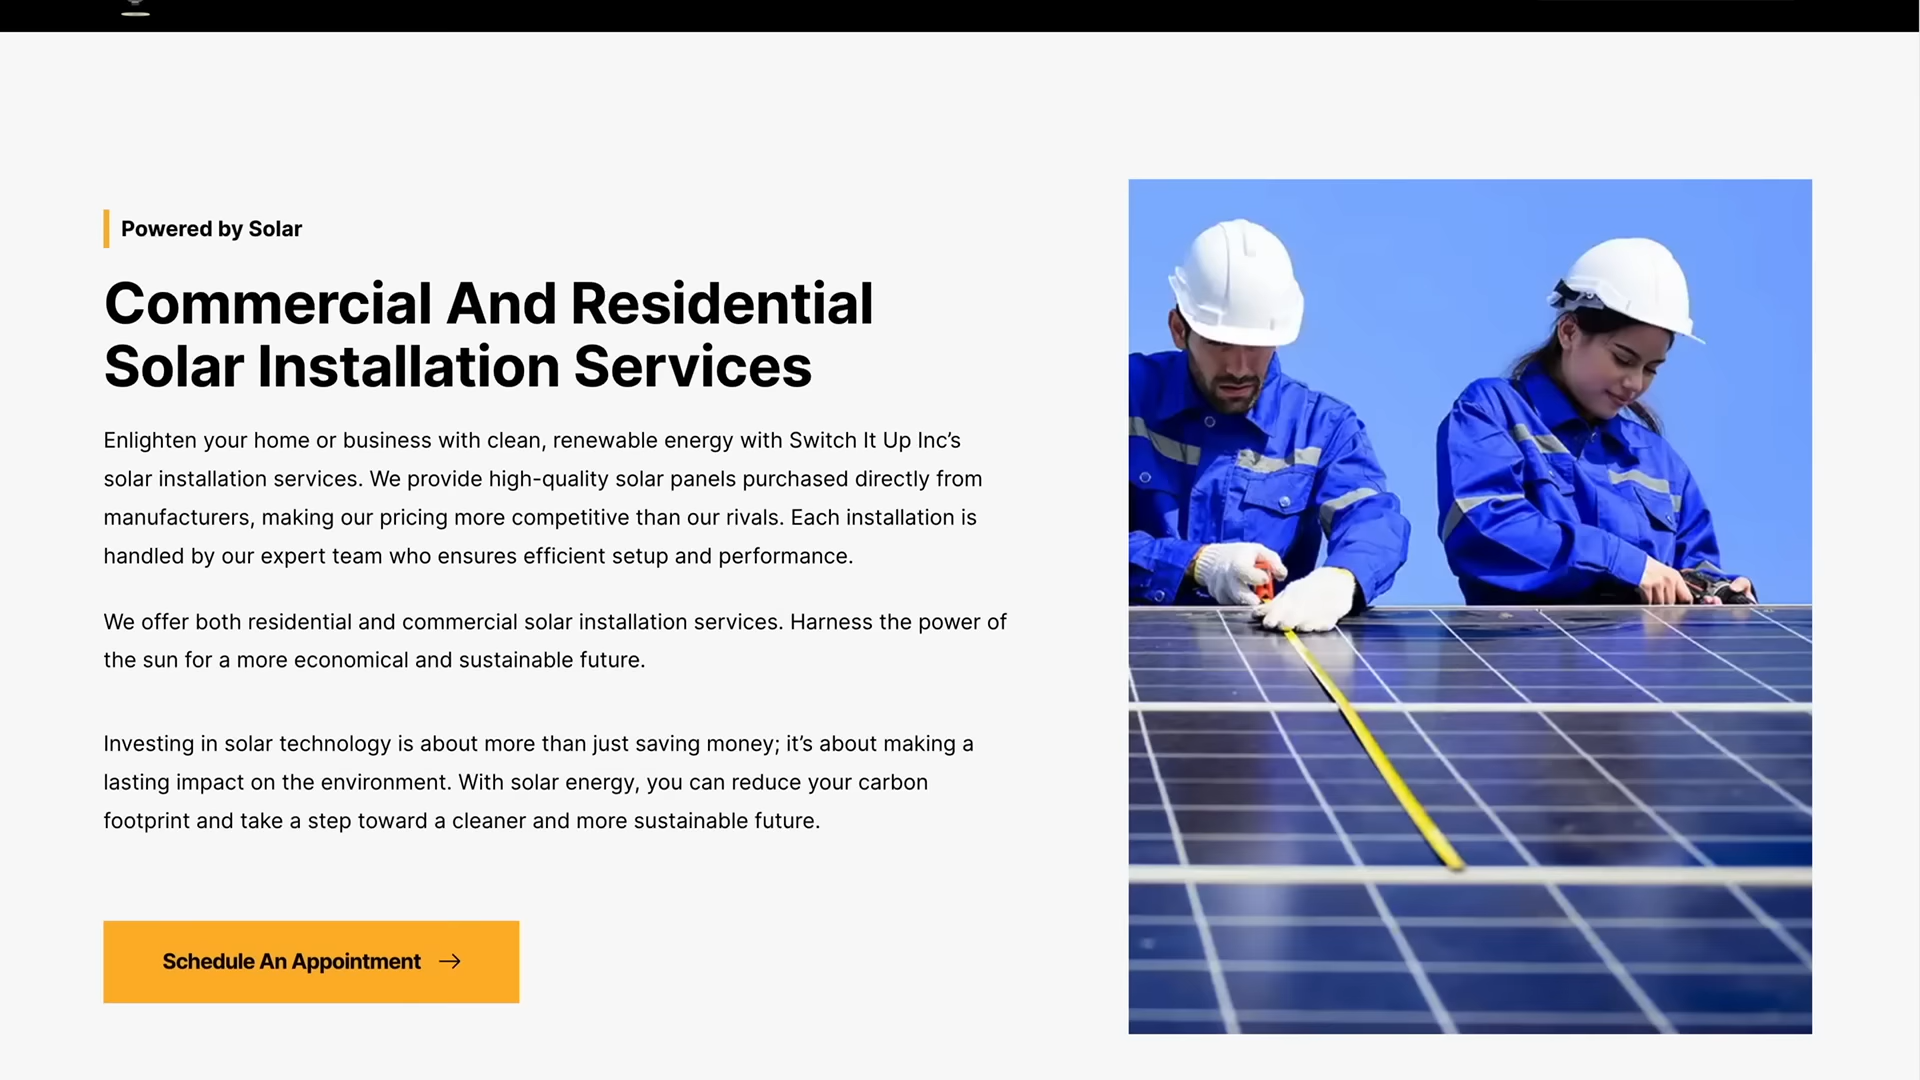 Powered by Solar
Commercial And Residential
Solar Installation Services
Enlighten your home or business with clean, renewable energy with Switch It Up Inc’s
solar installation services. We provide high-quality solar panels purchased directly from
manufacturers, making our pricing more competitive than our rivals. Each installation is
handled by our expert team who ensures efficient setup and performance.
We offer both residential and commercial solar installation services. Harness the power of
the sun for a more economical and sustainable future.
Investing in solar technology is about more than just saving money; it’s about making a
lasting impact on the environment. With solar energy, you can reduce your carbon
footprint and take a step toward a cleaner and more sustainable future.
Schedule An Appointment